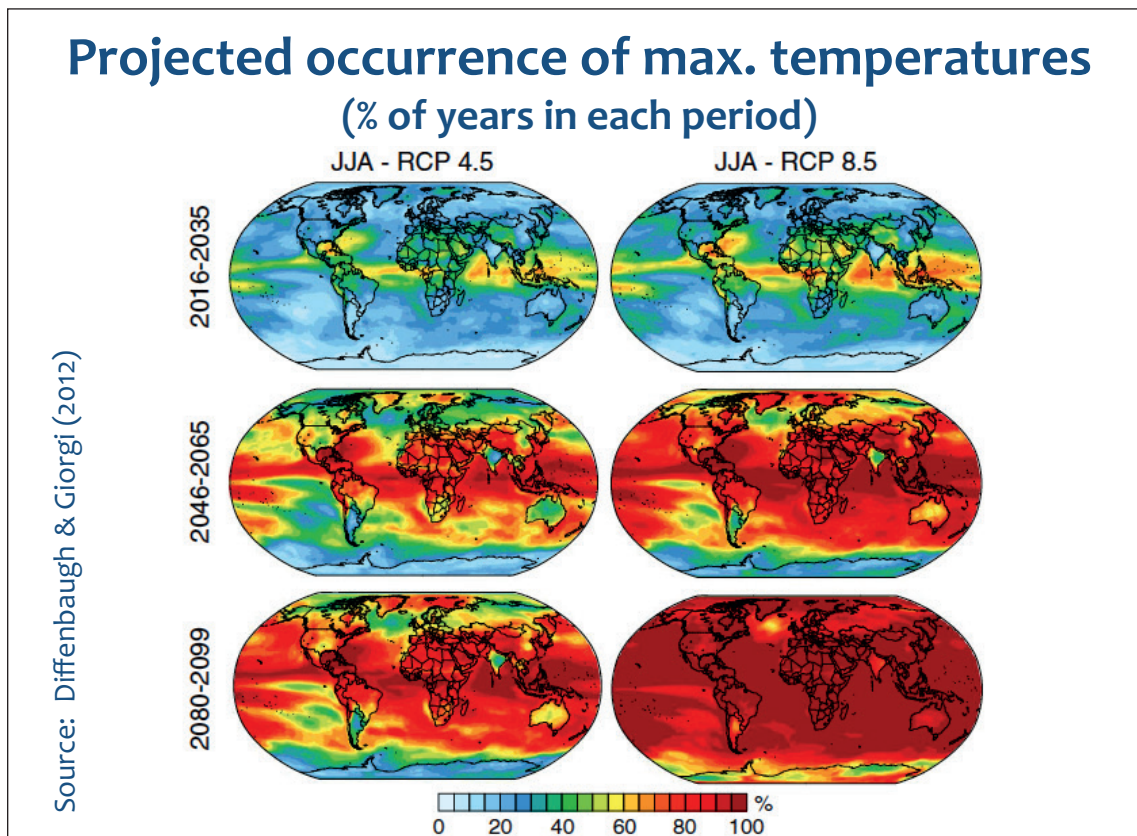 Projected occurrence of max. temperatures
(% of years in each period)
JJA - RCP 4.5
JJA - RCP 8.5
2016-2035
2046-2065
2080-2099
Source: Diffenbaugh & Giorgi (2012)
%
0 20 40 60 80 100